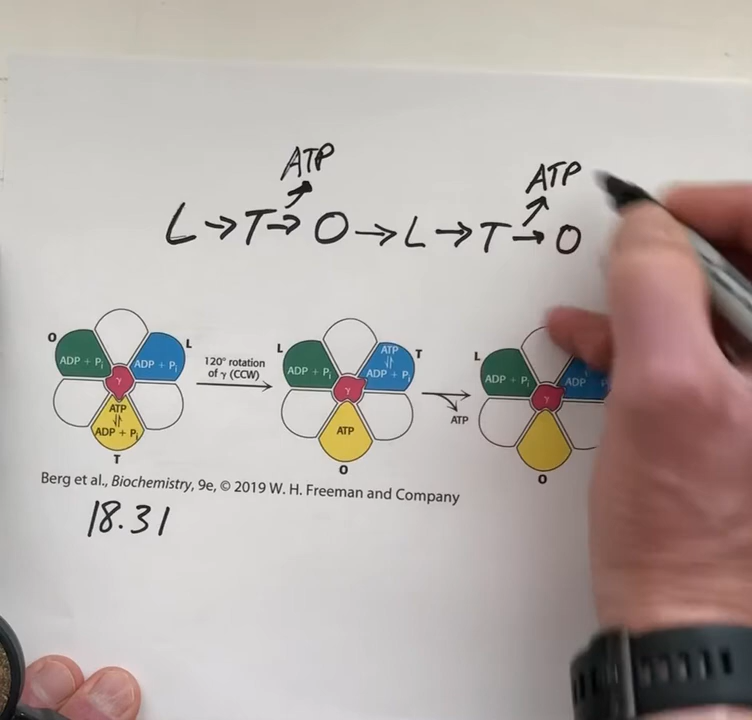 ATP ATP
L → T → O → L → T → O
O L L T L
ADP + Pi ADP + Pi 120° rotation of γ (CCW) ADP + Pi ATP ⇌ ADP + Pi ADP + Pi ADP
γ γ γ
ATP ⇌ ADP + Pi ATP ATP
T O O
Berg et al., Biochemistry, 9e, © 2019 W. H. Freeman and Company
18.31